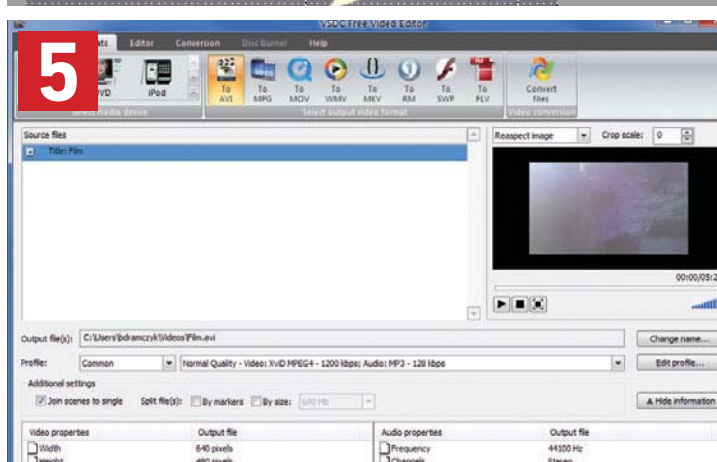 VSDC Free Video Editor
5
Editor Conversion Disc Burner Help
DVD iPod
To AVI To MPG To MOV To WMV To MKV To RM To SWF To FLV
Convert files
Select media device Select output video format Video conversion
Source files
Title: Film
Reaspect image Crop scale: 0
00:00/05:2
Output file(s): C:\Users\bdramczyk\Videos\Film.avi Change name...
Profile: Common Normal Quality - Video: XviD MPEG4 - 1200 kbps; Audio: MP3 - 128 kbps Edit profile...
Additional settings
Join scenes to single Split file(s): By markers By size: Hide information
Video properties Output file Audio properties Output file
Width 640 pixels Frequency 44100 Hz
Height 480 pixels Channels Stereo